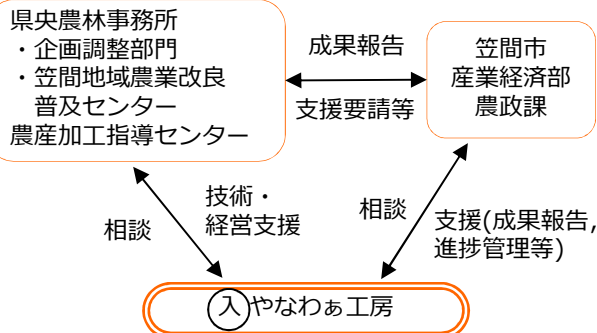 県央農林事務所
・企画調整部門
・笠間地域農業改良
普及センター
農産加工指導センター
成果報告
支援要請等
笠間市
産業経済部
農政課
相談
技術・
経営支援
相談
支援(成果報告,
進捗管理等)
入やなわぁ工房